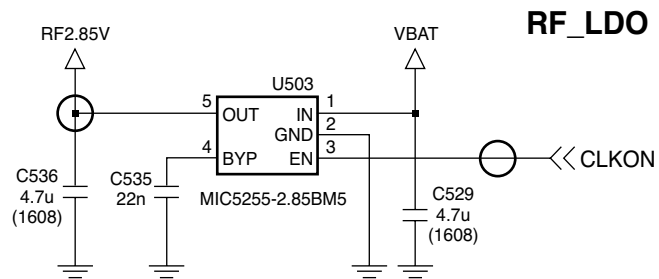 RF_LDO
RF2.85V
VBAT
U503
5
OUT
IN
1
GND
2
4
BYP
EN
3
CLKON
C536
4.7u
(1608)
C535
22n
MIC5255-2.85BM5
C529
4.7u
(1608)